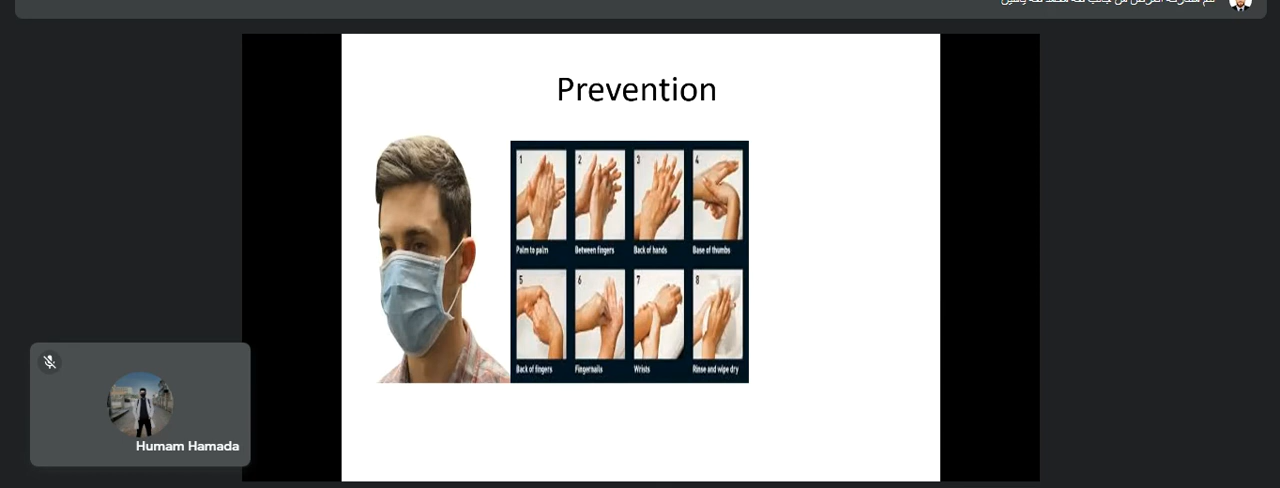 Prevention
1
2
3
4
Palm to palm
Between fingers
Back of hands
Base of thumbs
5
6
7
8
Back of fingers
Fingernails
Wrists
Rinse and wipe dry
Humam Hamada